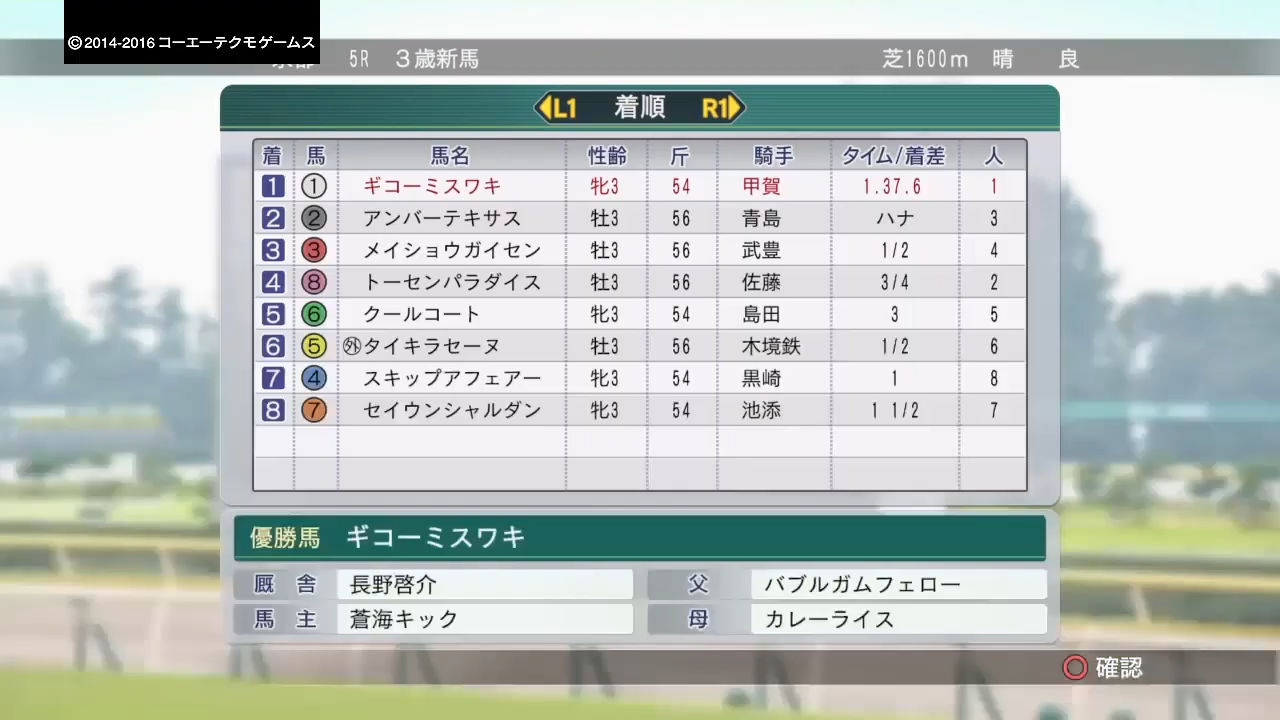 ©2014-2016 コーエーテクモゲームス
5R 3歳新馬 芝1600m 晴 良
L1 着順 R1
着 馬 馬名 性齢 斤 騎手 タイム/着差 人
1 1 ギコーミスワキ 牝3 54 甲賀 1.37.6 1
2 2 アンバーテキサス 牡3 56 青島 ハナ 3
3 3 メイショウガイセン 牡3 56 武豊 1/2 4
4 8 トーセンパラダイス 牡3 56 佐藤 3/4 2
5 6 クールコート 牝3 54 島田 3 5
6 5 外 タイキラセーヌ 牡3 56 木境鉄 1/2 6
7 4 スキップアフェアー 牝3 54 黒崎 1 8
8 7 セイウンシャルダン 牝3 54 池添 1 1/2 7
優勝馬 ギコーミスワキ
厩舎 長野啓介 父 バブルガムフェロー
馬主 蒼海キック 母 カレーライス
確認